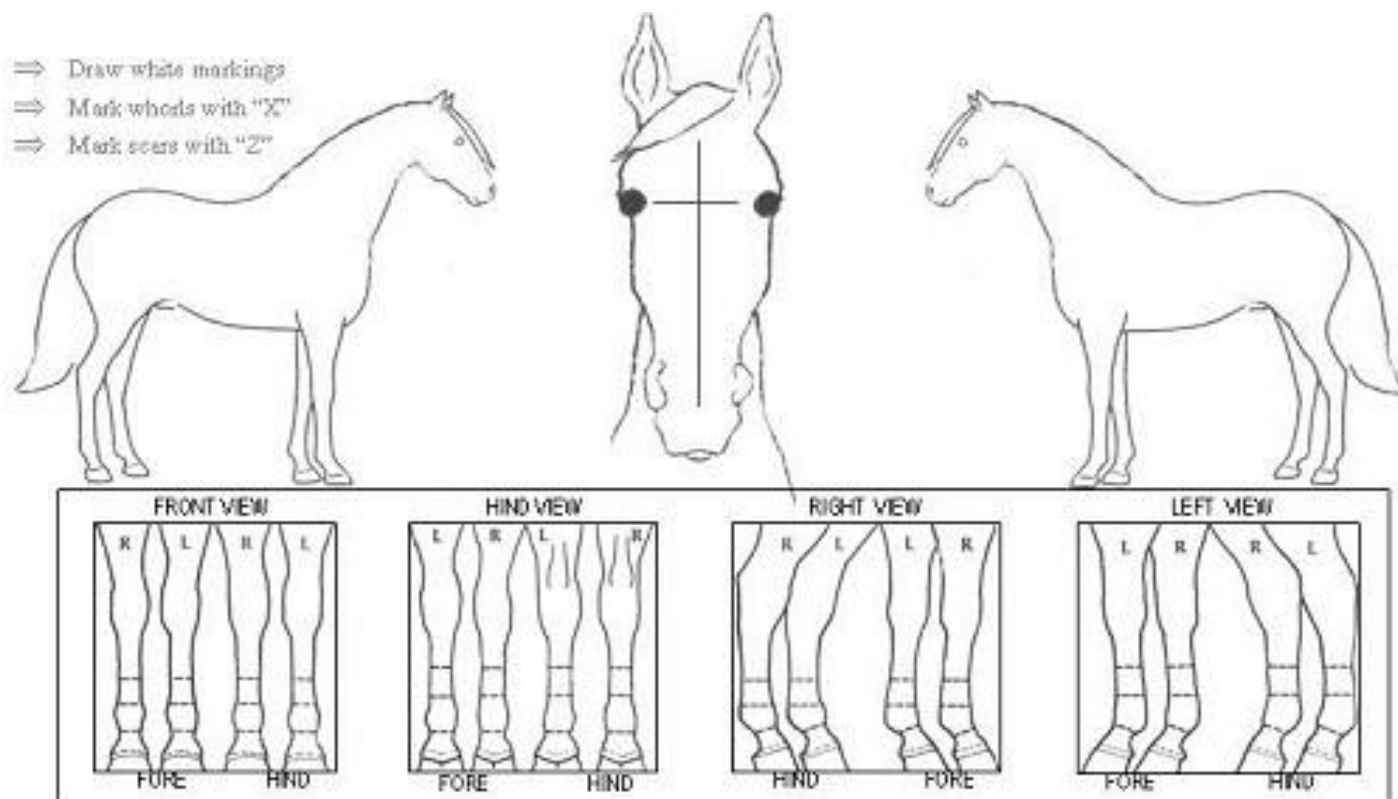 ⇒ Draw white markings
⇒ Mark whorls with "X"
⇒ Mark scars with "Z"
FRONT VIEW HIND VIEW RIGHT VIEW LEFT VIEW
R L R L L R L R R L L R L R R L
FORE HIND FORE HIND HIND FORE FORE HIND